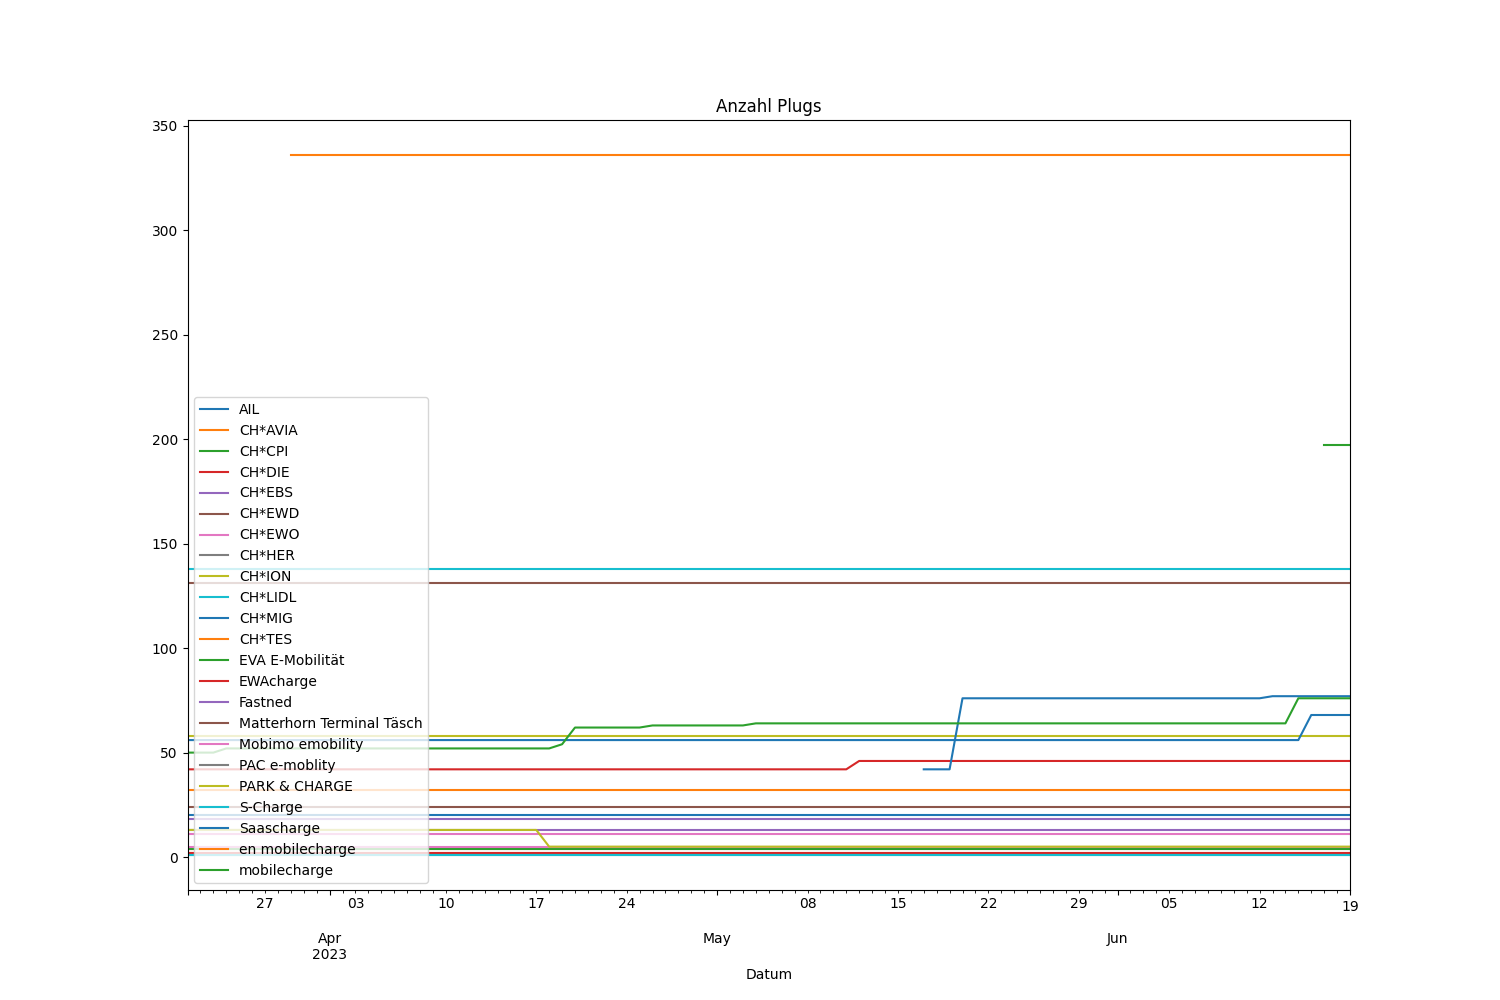 Anzahl Plugs
350
300
250
200
150
100
50
0
AIL
CH*AVIA
CH*CPI
CH*DIE
CH*EBS
CH*EWD
CH*EWO
CH*HER
CH*ION
CH*LIDL
CH*MIG
CH*TES
EVA E-Mobilität
EWAcharge
Fastned
Matterhorn Terminal Täsch
Mobimo emobility
PAC e-moblity
PARK & CHARGE
S-Charge
Saascharge
en mobilecharge
mobilecharge
27 03 10 17 24 08 15 22 29 05 12 19
Apr May Jun
2023
Datum